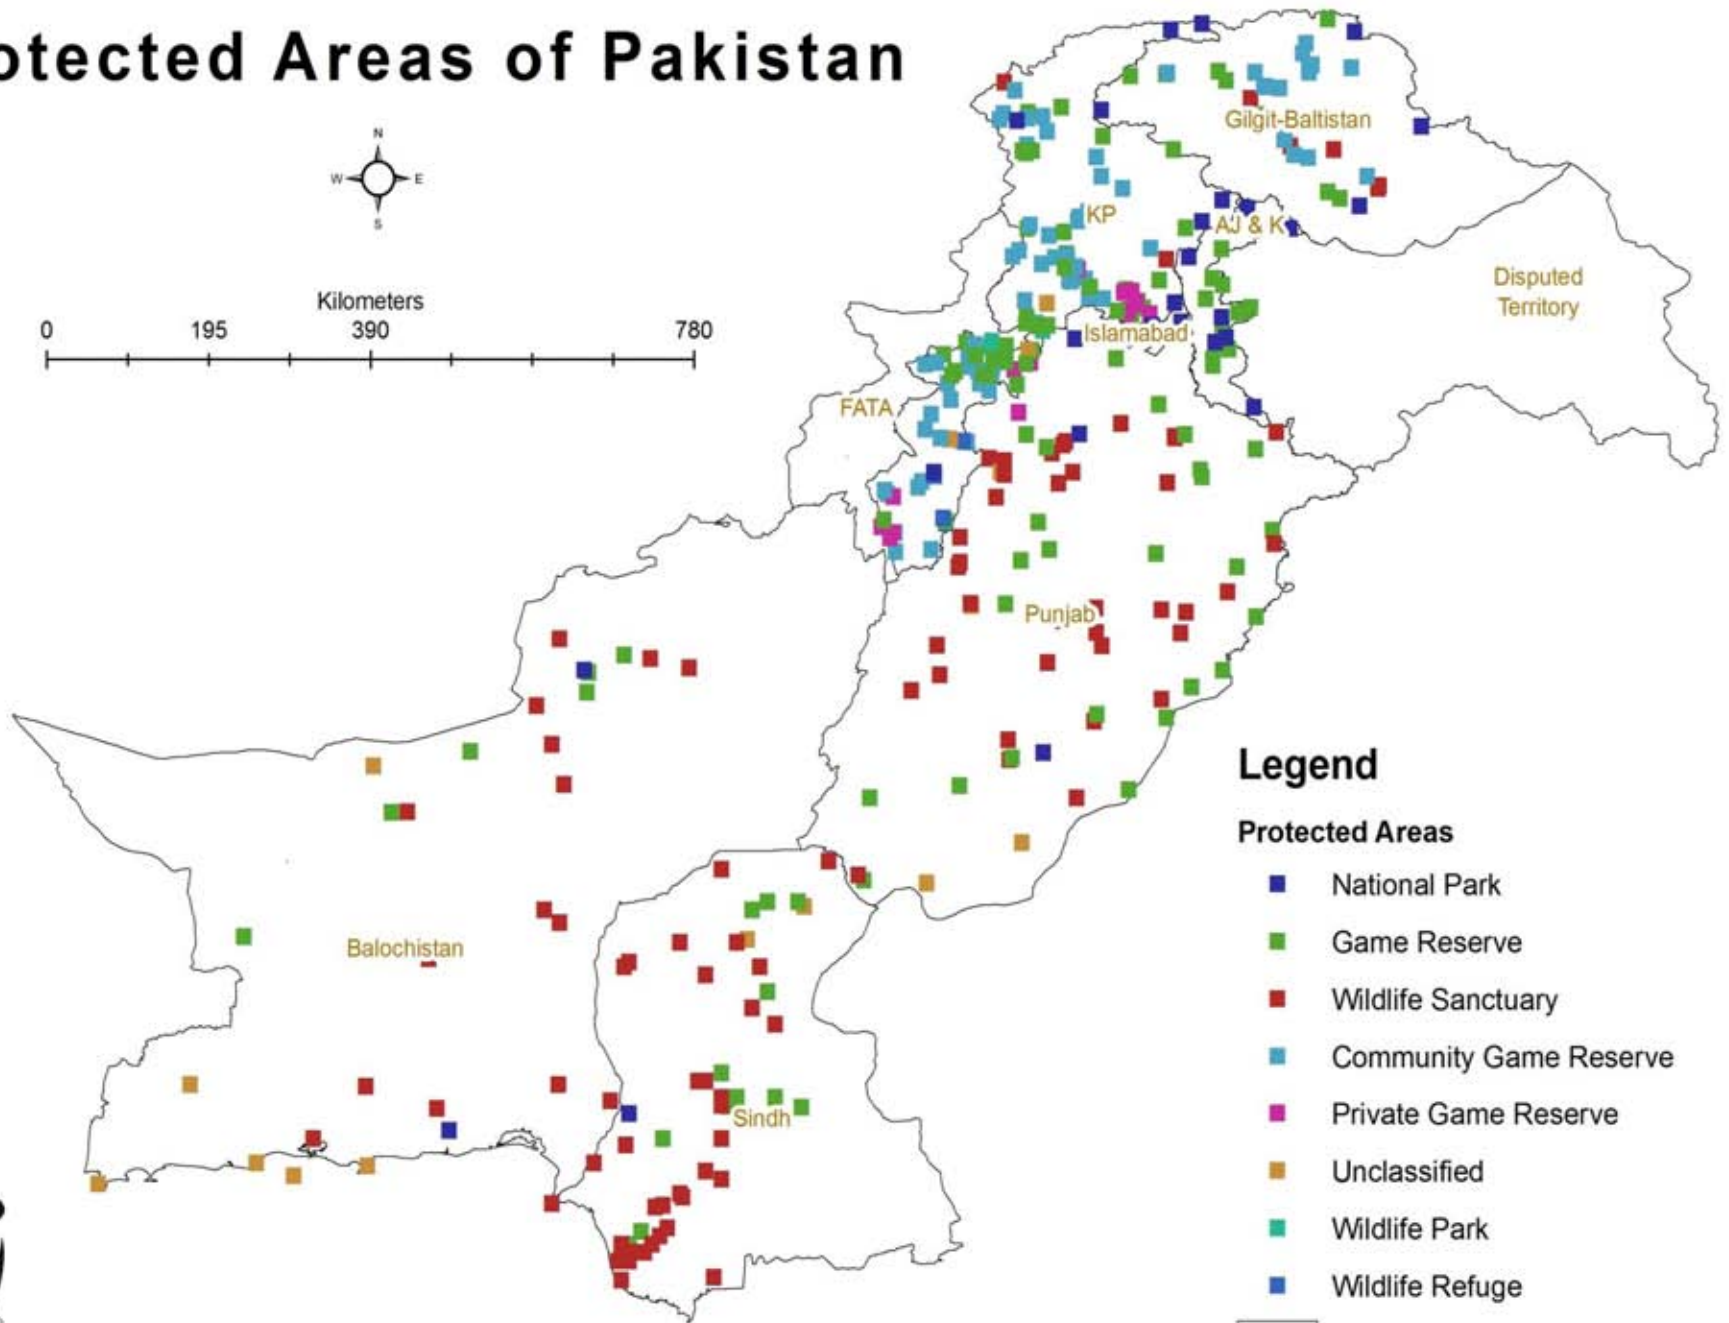 otected Areas of Pakistan
N
W E
S
Kilometers
0 195 390 780
Gilgit-Baltistan
KP
AJ & K
Disputed
Territory
Islamabad
FATA
Punjab
Balochistan
Sindh
Legend
Protected Areas
National Park
Game Reserve
Wildlife Sanctuary
Community Game Reserve
Private Game Reserve
Unclassified
Wildlife Park
Wildlife Refuge